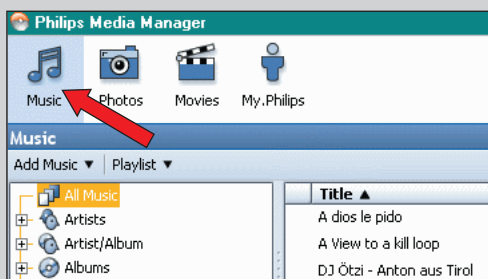 Philips Media Manager
Music Photos Movies My.Philips
Music
Add Music ▼ | Playlist ▼
All Music
Artists
Artist/Album
Albums
Title ▲
A dios le pido
A View to a kill loop
DJ Ötzi - Anton aus Tirol